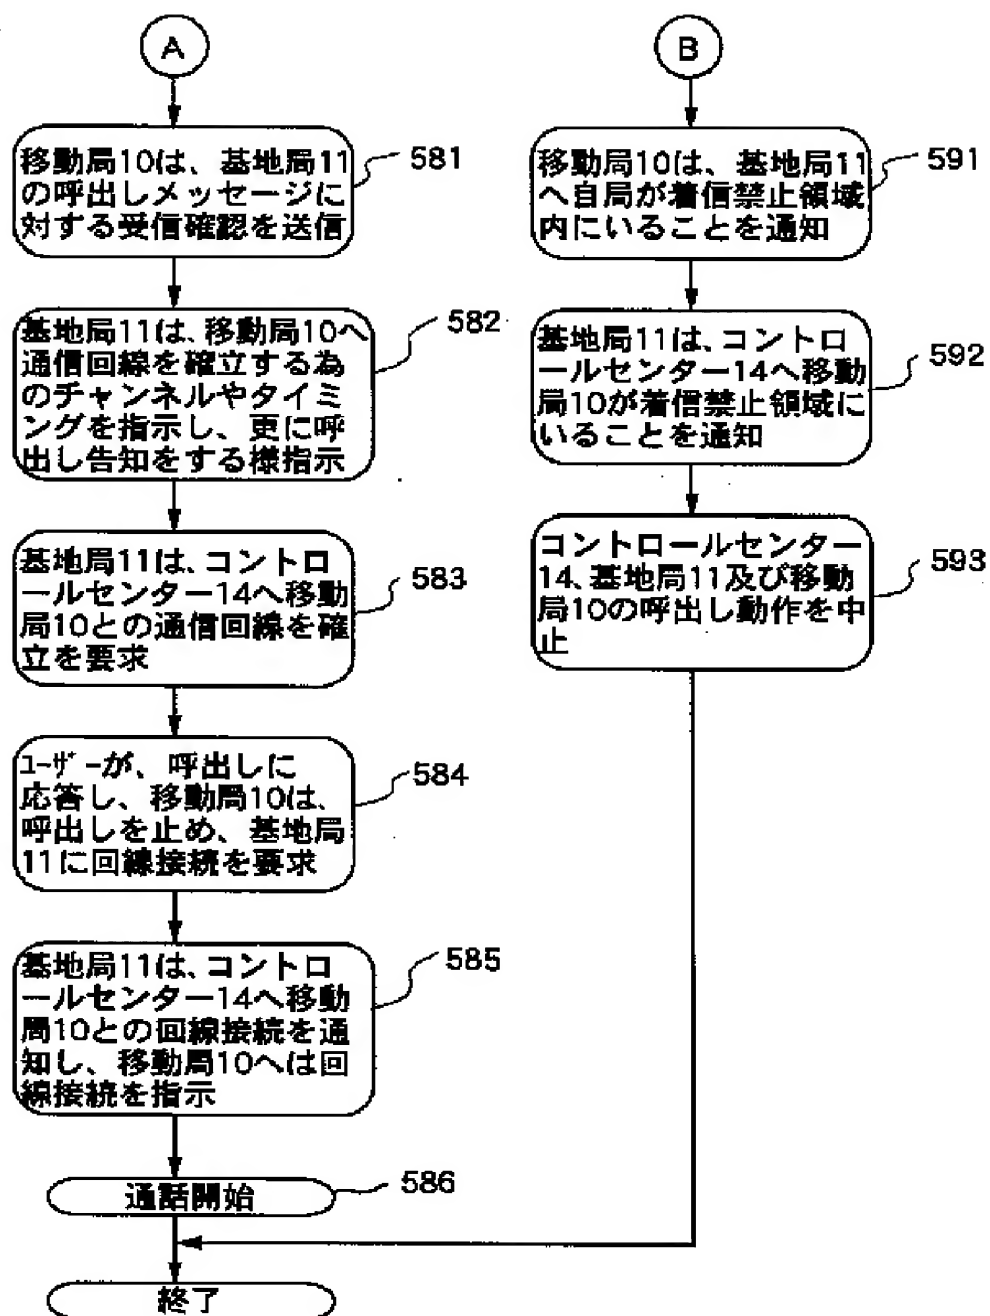 A
移動局10は、基地局11
の呼出しメッセージに
対する受信確認を送信
581
基地局11は、移動局10へ
通信回線を確立する為
のチャンネルやタイミ
ングを指示し、更に呼
出し告知をする様指示
582
基地局11は、コントロ
ールセンター14へ移動
局10との通信回線を確
立を要求
583
ユーザーが、呼出しに
応答し、移動局10は、
呼出しを止め、基地局
11に回線接続を要求
584
基地局11は、コントロ
ールセンター14へ移動
局10との回線接続を通
知し、移動局10へは回
線接続を指示
585
通話開始
586
終了
B
移動局10は、基地局11
へ自局が着信禁止領域
内にいることを通知
591
基地局11は、コントロ
ールセンター14へ移動
局10が着信禁止領域に
いることを通知
592
コントロールセンター
14、基地局11及び移動
局10の呼出し動作を中
止
593